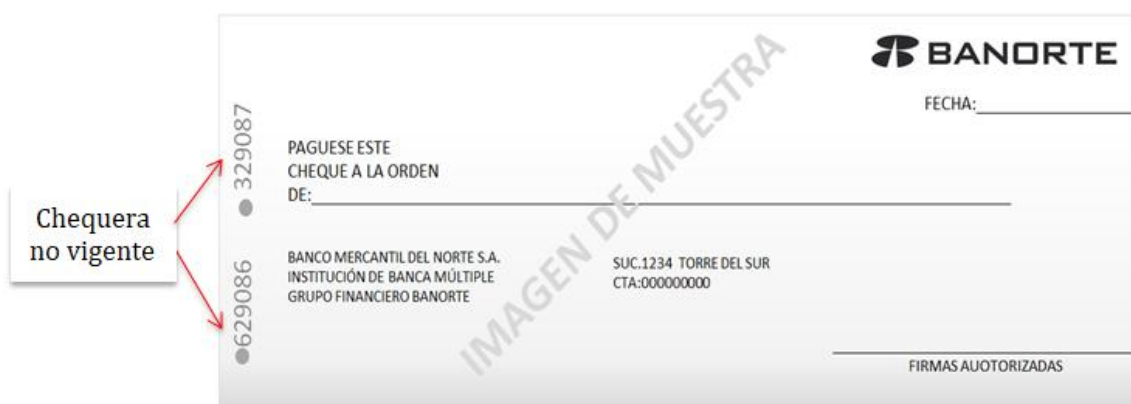 BANORTE
FECHA:
329087
PAGUESE ESTE
CHEQUE A LA ORDEN
DE:
Chequera
no vigente
629086
BANCO MERCANTIL DEL NORTE S.A.
INSTITUCIÓN DE BANCA MÚLTIPLE
GRUPO FINANCIERO BANORTE
SUC.1234 TORRE DEL SUR
CTA:000000000
IMAGEN DE MUESTRA
FIRMAS AUOTORIZADAS